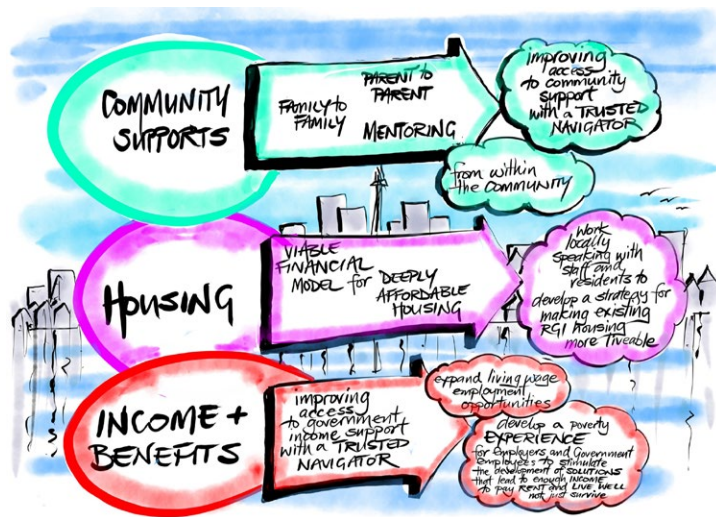 COMMUNITY
SUPPORTS
FAMILY to
FAMILY
PARENT to
PARENT
MENTORING
improving
access
to community
support
with a TRUSTED
NAVIGATOR
from within
the COMMUNITY
HOUSING
VIABLE
FINANCIAL
MODEL for DEEPLY
AFFORDABLE
HOUSING
work
locally
speaking with
staff and
residents to
develop a strategy for
making existing
RGI housing
more liveable
INCOME +
BENEFITS
improving
access
to government
income support
with a TRUSTED
NAVIGATOR
expand living wage
employment
opportunities
develop a poverty
EXPERIENCE
for Employers and Government
employees to stimulate
the development of SOLUTIONS
that lead to enough INCOME
to pay RENT and LIVE WELL
not just survive